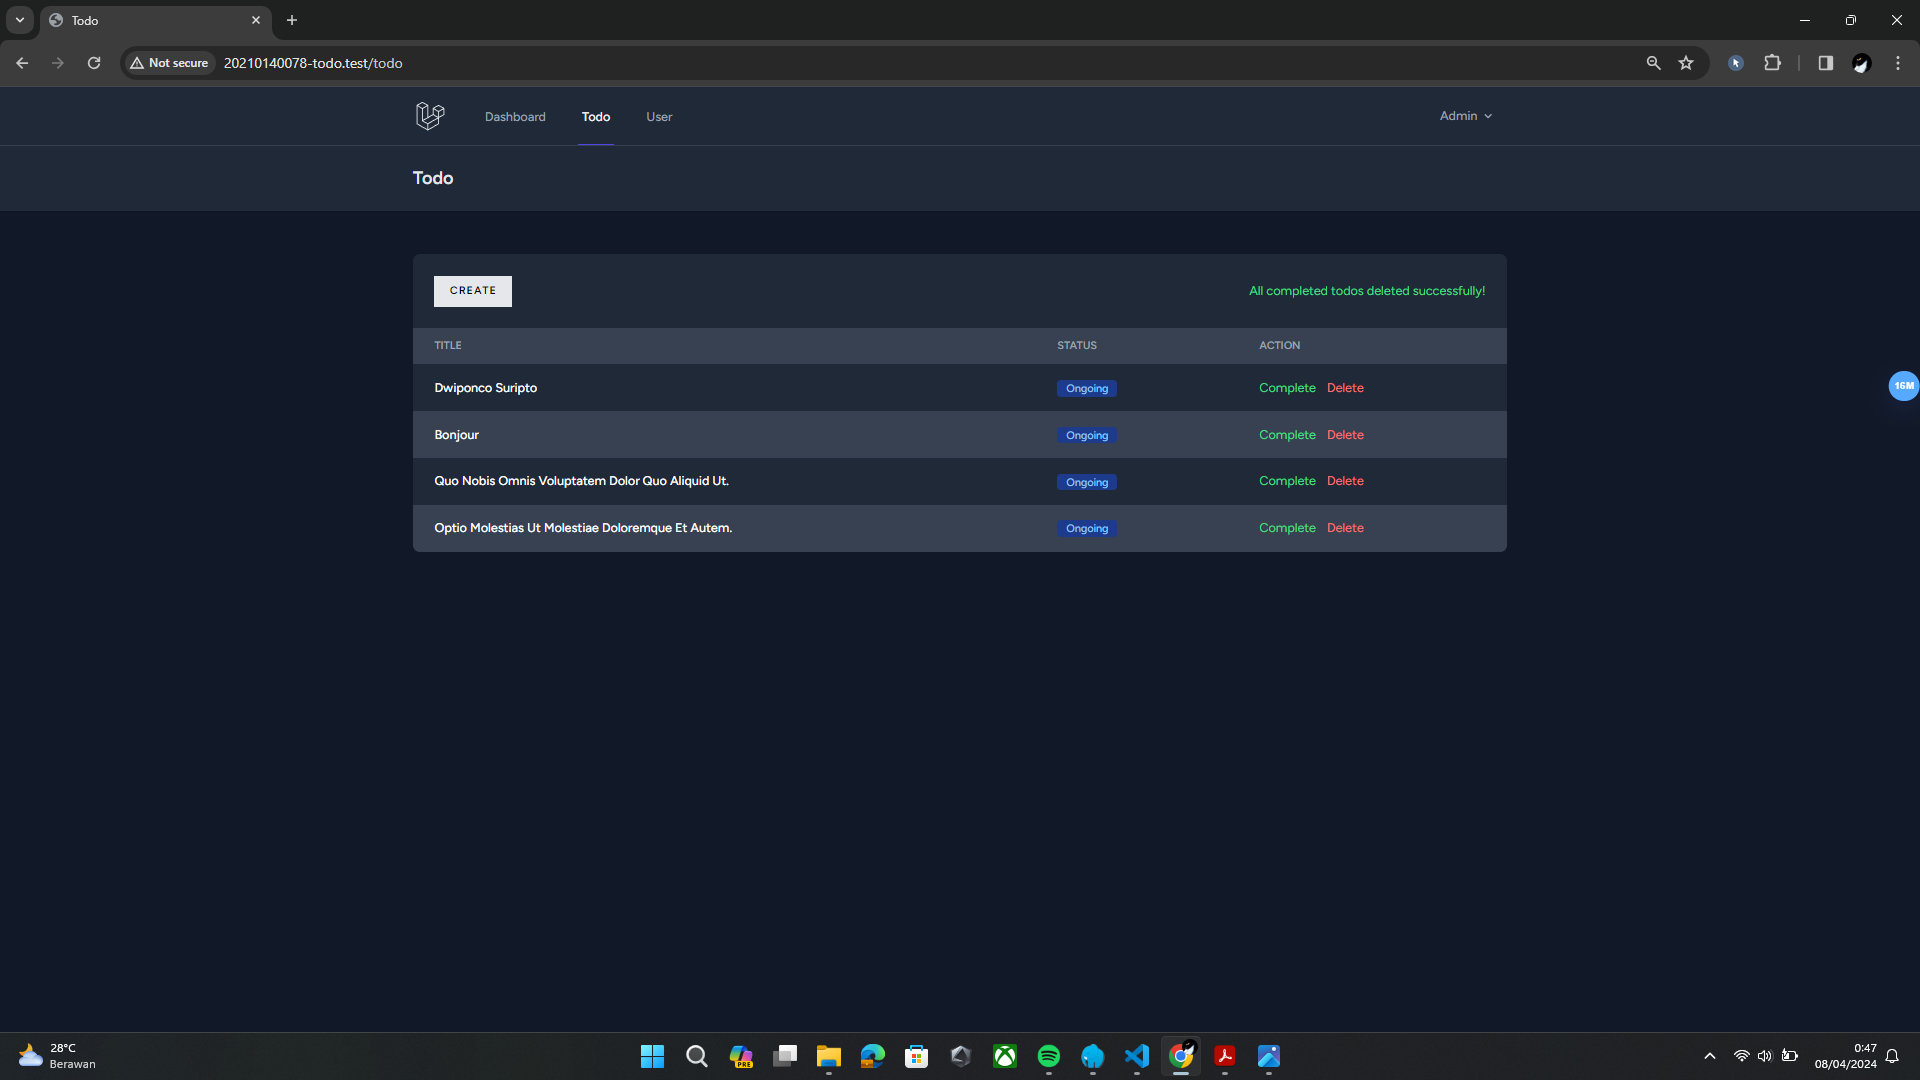 Todo
Not secure
20210140078-todo.test/todo
Dashboard
Todo
User
Admin
Todo
CREATE
All completed todos deleted successfully!
TITLE
STATUS
ACTION
Dwiponco Suripto
Ongoing
Complete
Delete
Bonjour
Ongoing
Complete
Delete
Quo Nobis Omnis Voluptatem Dolor Quo Aliquid Ut.
Ongoing
Complete
Delete
Optio Molestias Ut Molestiae Doloremque Et Autem.
Ongoing
Complete
Delete
16M
28°C
Berawan
PRE
0:47
08/04/2024